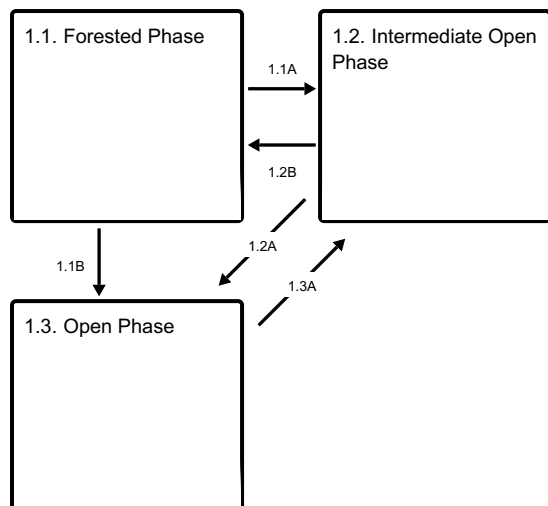 1.1. Forested Phase
1.2. Intermediate Open
Phase
1.1A
1.2B
1.1B
1.2A
1.3A
1.3. Open Phase